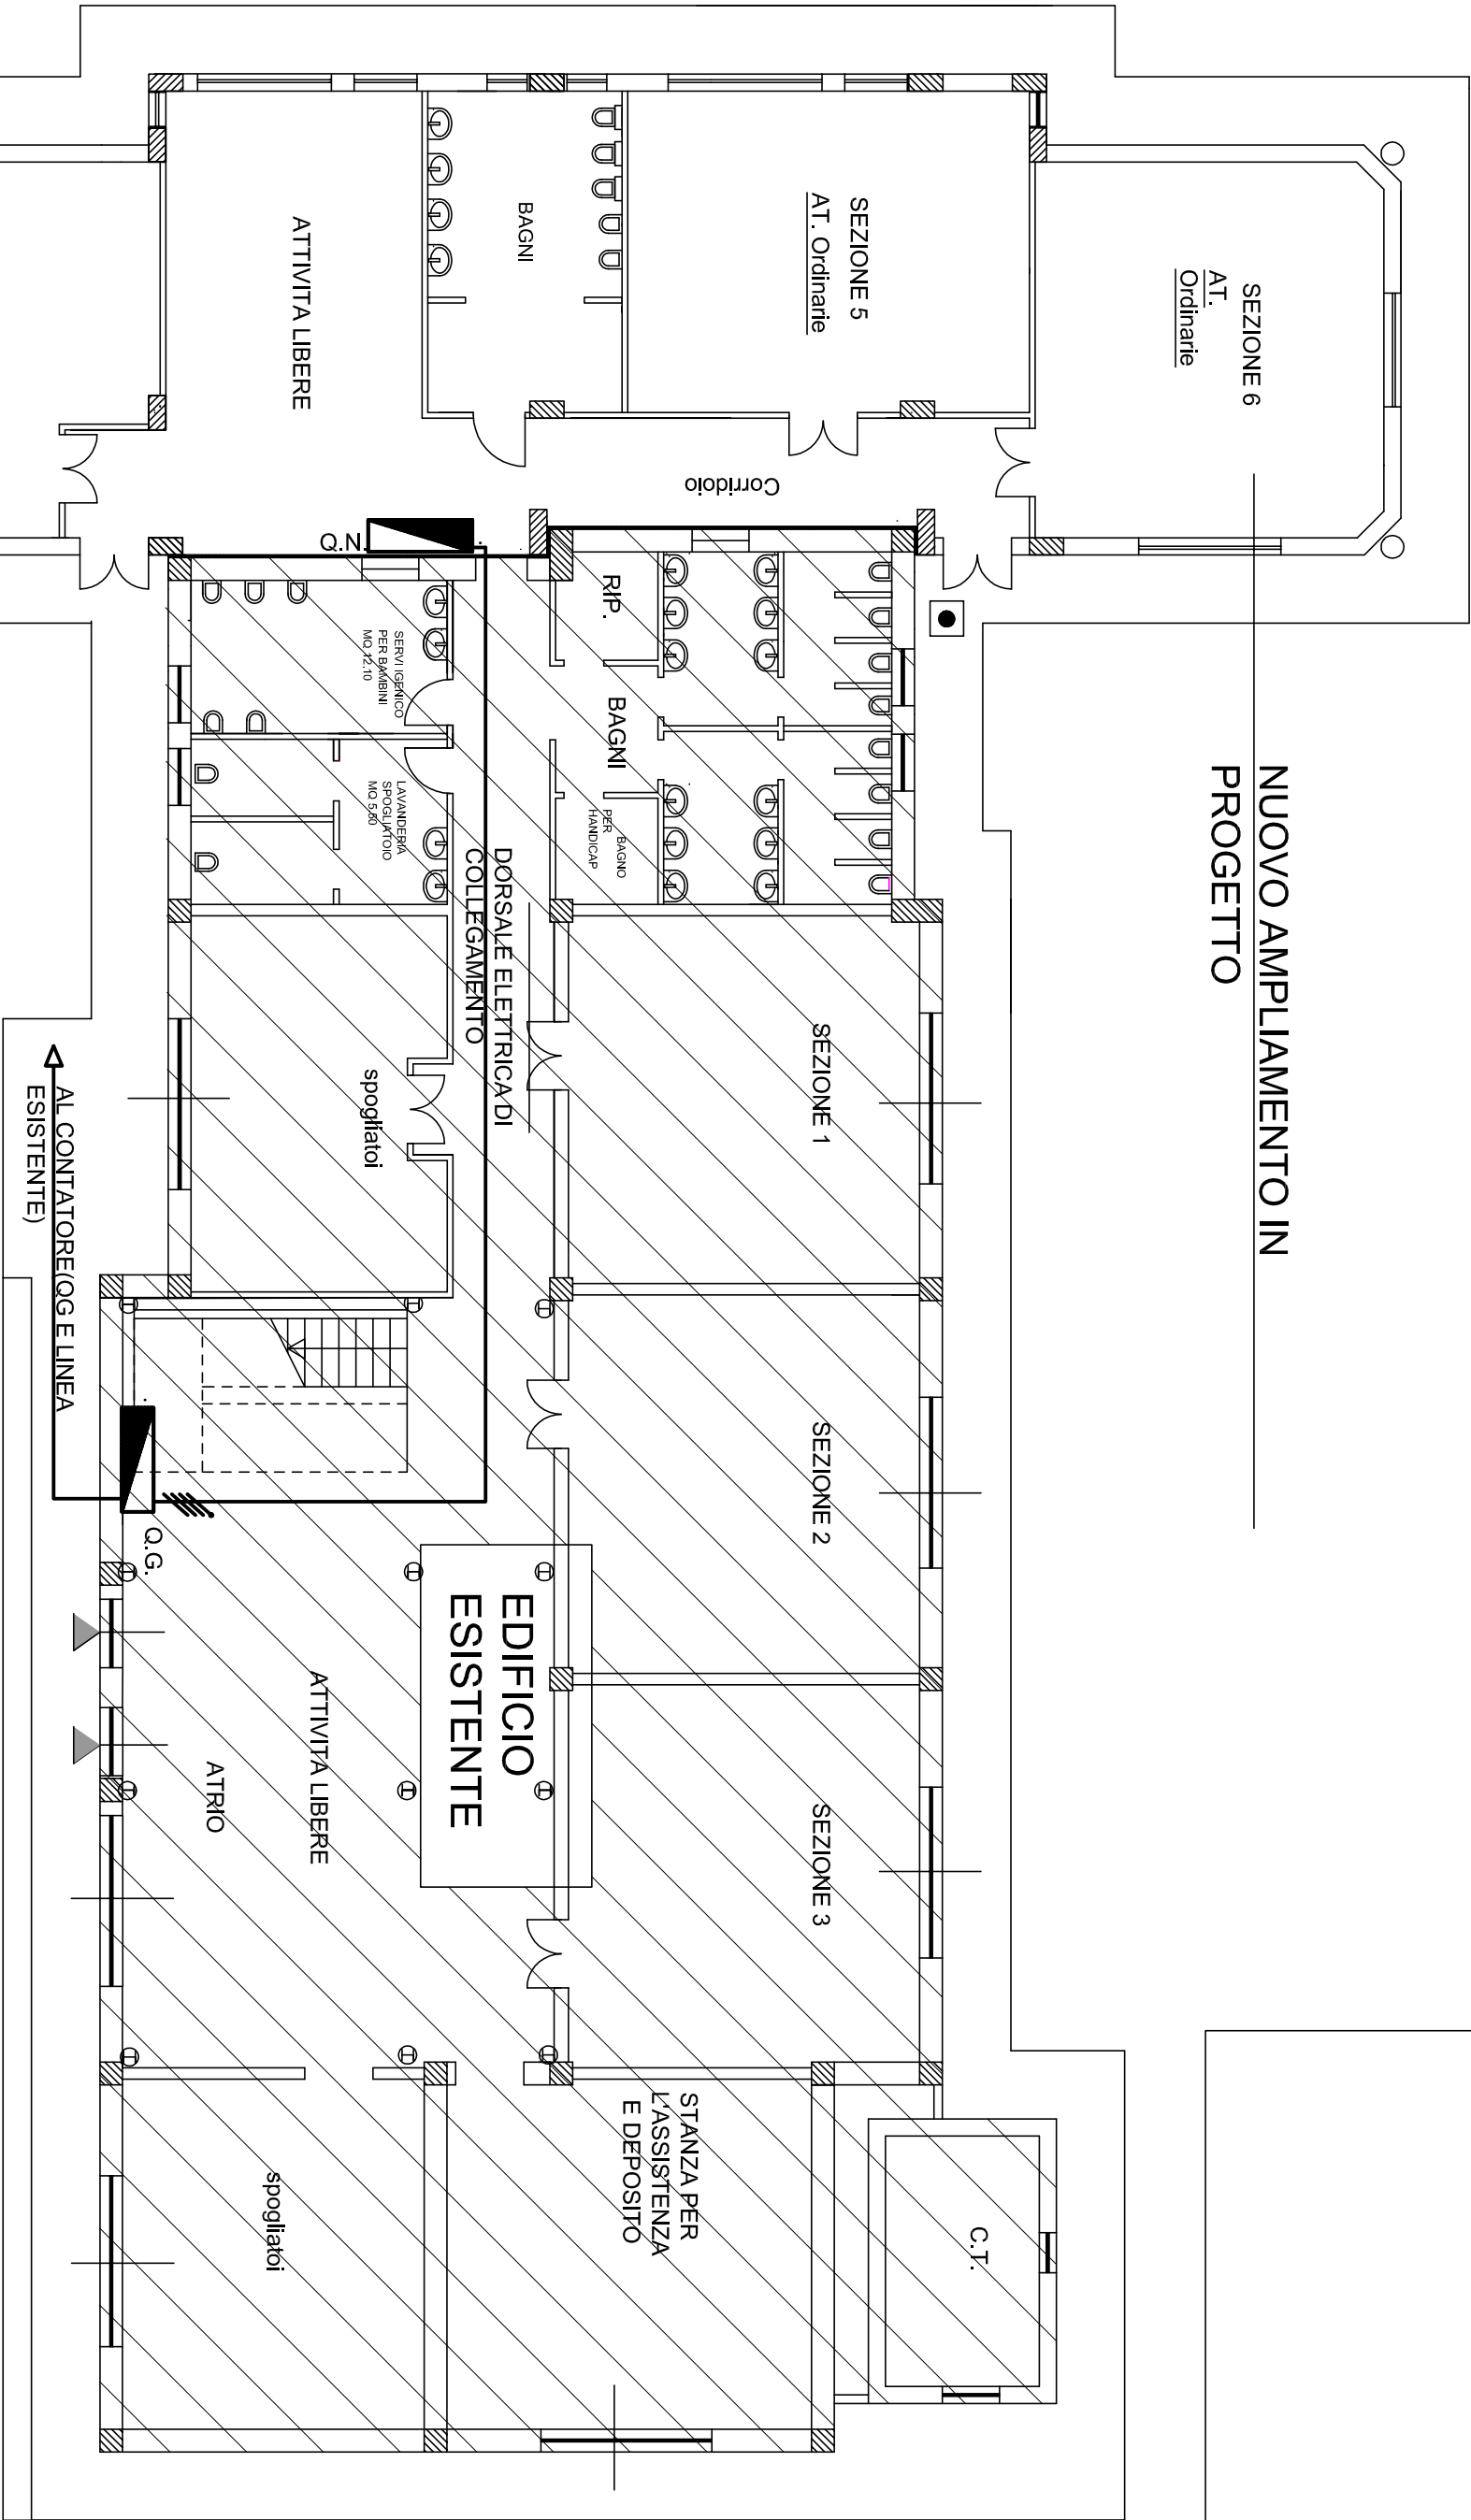 NUOVO AMPLIAMENTO IN
PROGETTO
SEZIONE 6
AT.
Ordinarie
SEZIONE 5
AT. Ordinarie
BAGNI
ATTIVITA LIBERE
Corridoio
Q.N.
RIP.
BAGNI
BAGNO
PER
HANDICAP
SERVI IGENICO
PER BAMBINI
MQ 12.10
LAVANDERIA
SPOGLIATOIO
MQ 5,50
DORSALE ELETTRICA DI
COLLEGAMENTO
spogliatoi
SEZIONE 1
SEZIONE 2
SEZIONE 3
AL CONTATORE(QG E LINEA
ESISTENTE)
Q.G.
EDIFICIO
ESISTENTE
ATTIVITA LIBERE
ATRIO
STANZA PER
L'ASSISTENZA
E DEPOSITO
spogliatoi
C.T.